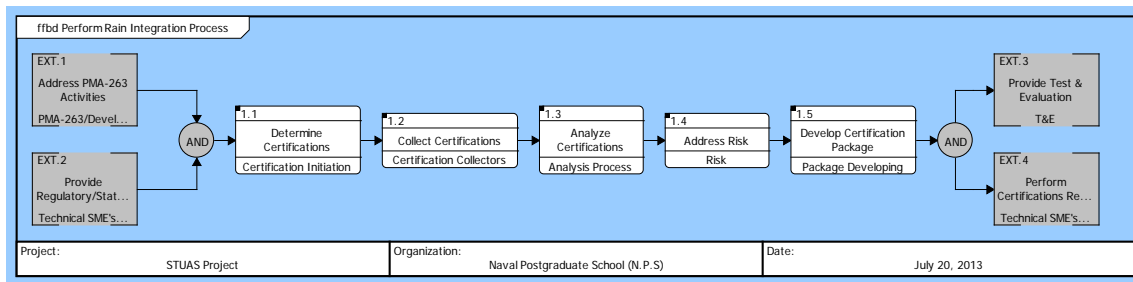 ffbd Perform Rain Integration Process
EXT.1
Address PMA-263
Activities
PMA-263/Devel...
EXT.2
Provide
Regulatory/Stat...
Technical SME's...
AND
1.1
Determine
Certifications
Certification Initiation
1.2
Collect Certifications
Certification Collectors
1.3
Analyze
Certifications
Analysis Process
1.4
Address Risk
Risk
1.5
Develop Certification
Package
Package Developing
AND
EXT.3
Provide Test &
Evaluation
T&E
EXT.4
Perform
Certifications Re...
Technical SME's...
Project:
STUAS Project
Organization:
Naval Postgraduate School (N.P.S)
Date:
July 20, 2013